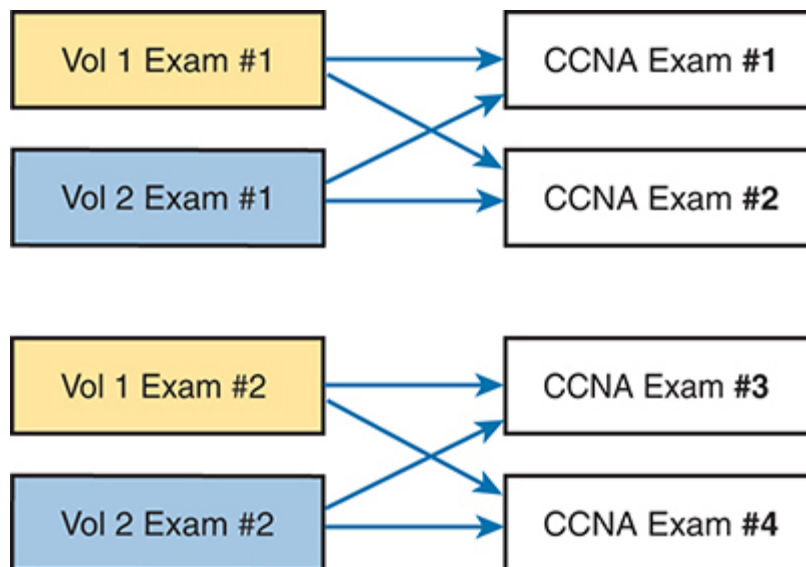 Vol 1 Exam #1
CCNA Exam #1
Vol 2 Exam #1
CCNA Exam #2
Vol 1 Exam #2
CCNA Exam #3
Vol 2 Exam #2
CCNA Exam #4